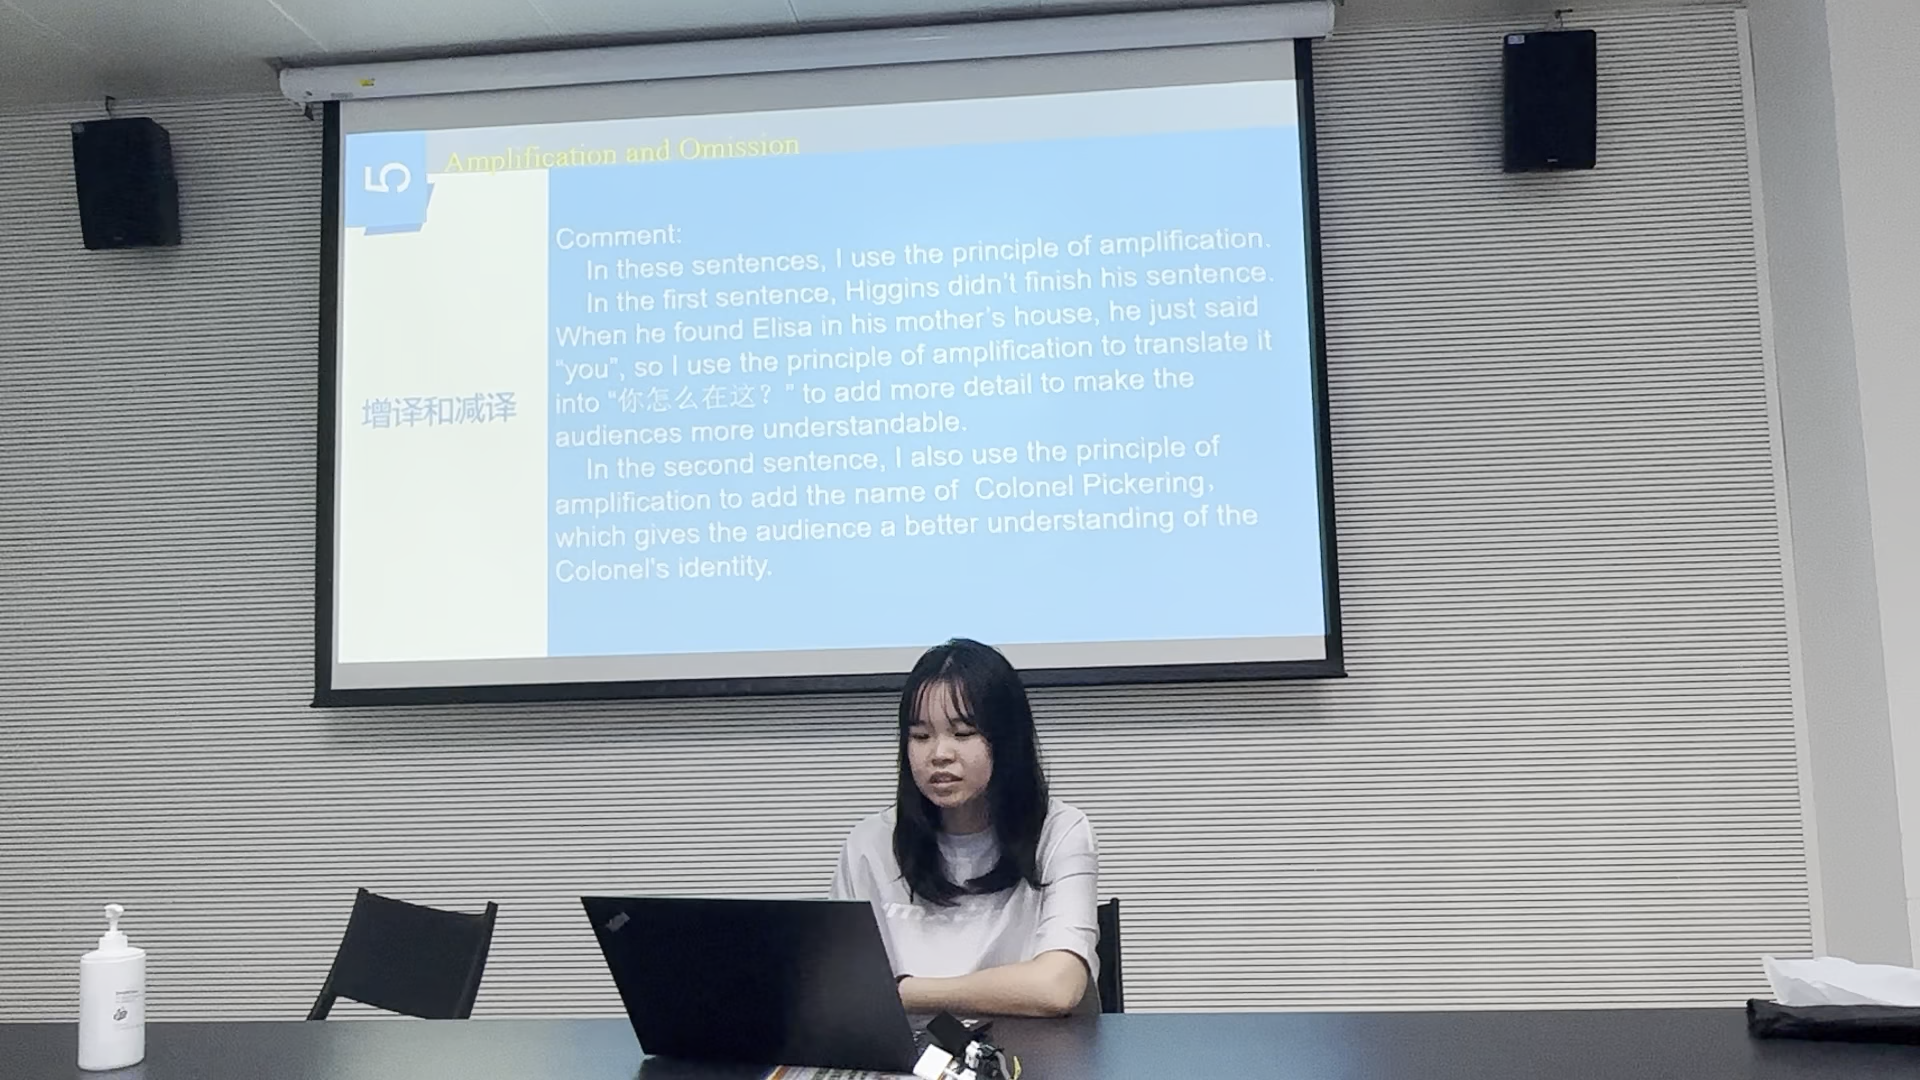 5
Amplification and Omission
增译和减译
Comment:
In these sentences, I use the principle of amplification.
In the first sentence, Higgins didn't finish his sentence.
When he found Elisa in his mother's house, he just said
“you”, so I use the principle of amplification to translate it
into “你怎么在这？” to add more detail to make the
audiences more understandable.
In the second sentence, I also use the principle of
amplification to add the name of Colonel Pickering,
which gives the audience a better understanding of the
Colonel's identity.
ThinkPad